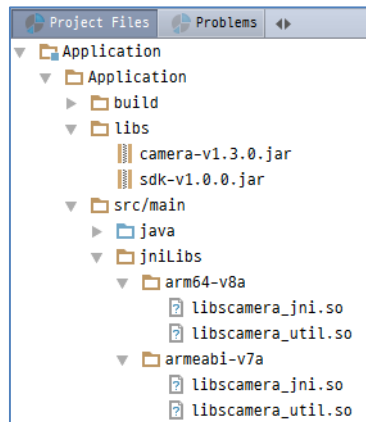 Project Files Problems
Application
Application
build
libs
camera-v1.3.0.jar
sdk-v1.0.0.jar
src/main
java
jniLibs
arm64-v8a
libscamera_jni.so
libscamera_util.so
armeabi-v7a
libscamera_jni.so
libscamera_util.so